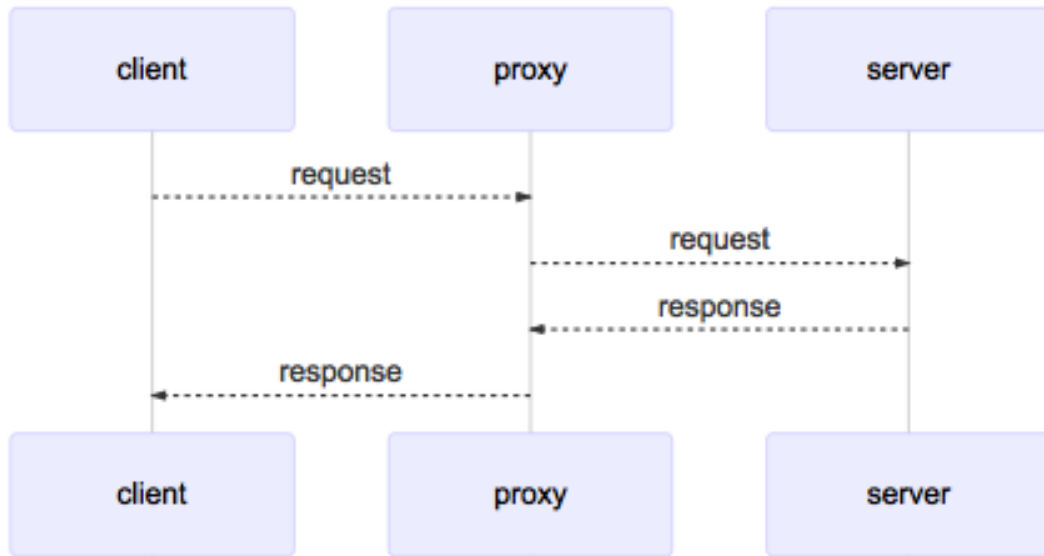 client proxy server
request
request
response
response
client proxy server